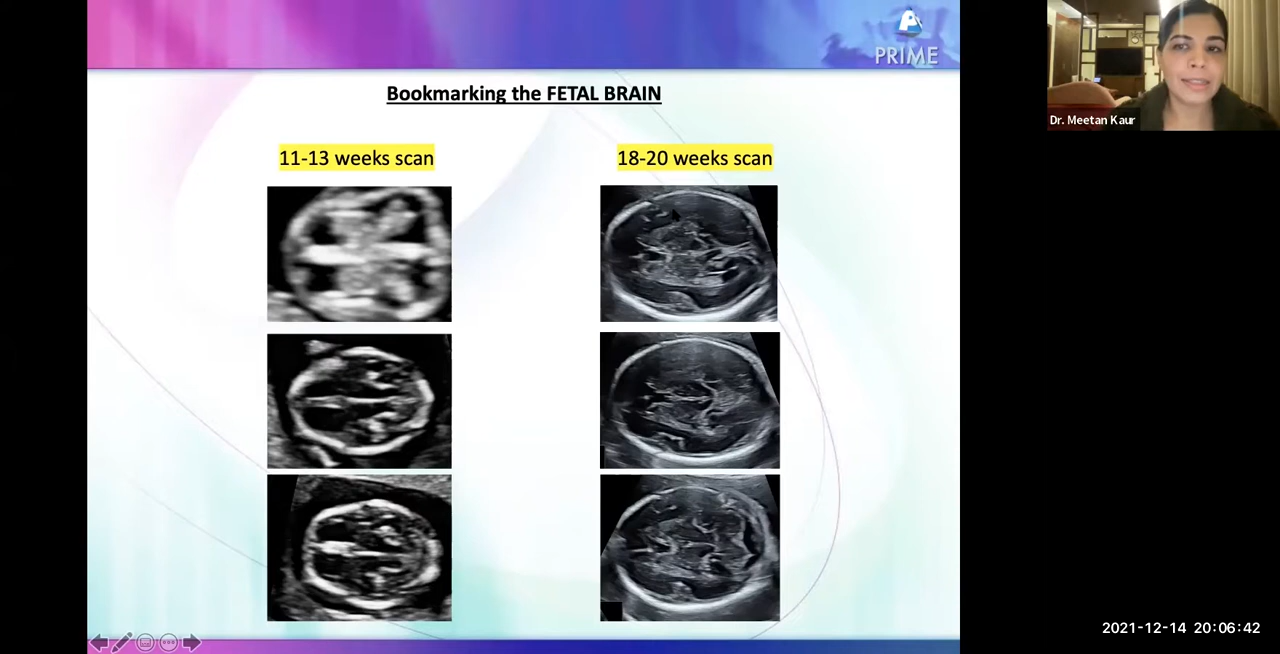 PRIME
Dr. Meetan Kaur
Bookmarking the FETAL BRAIN
11-13 weeks scan
18-20 weeks scan
2021-12-14 20:06:42